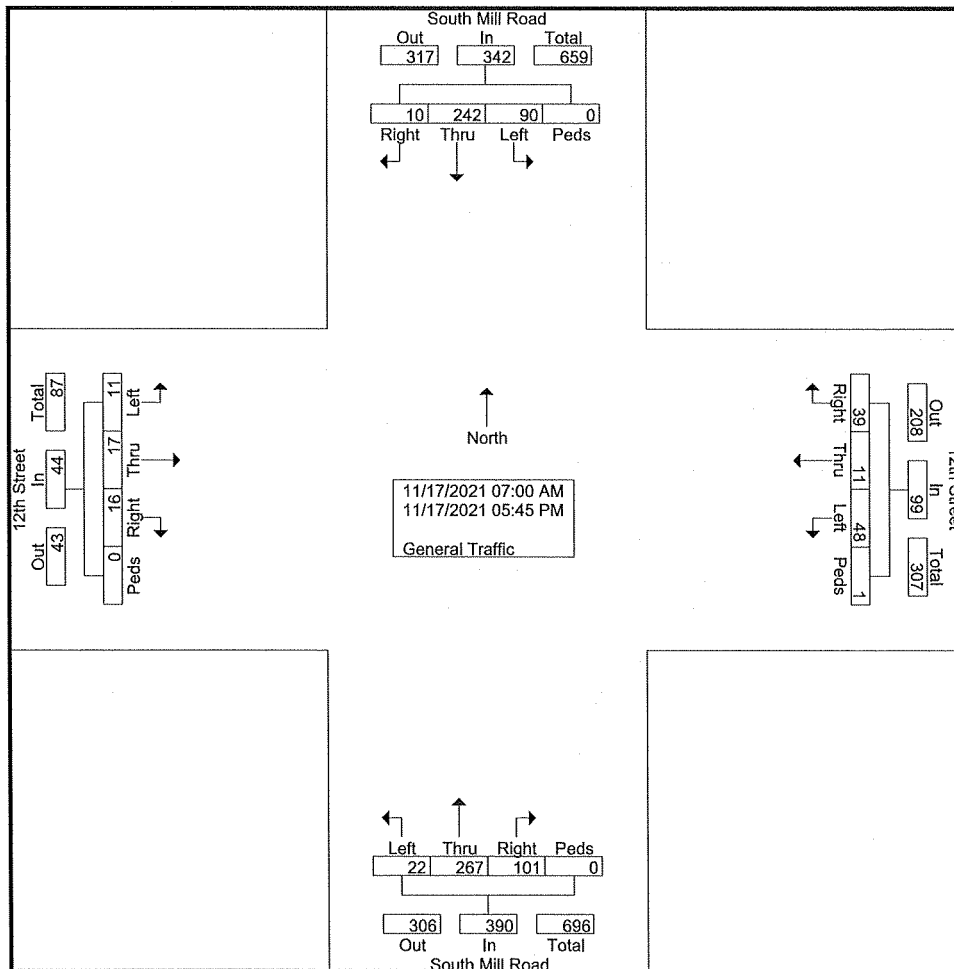 South Mill Road
Out In Total
317 342 659
10 242 90 0
Right Thru Left Peds
12th Street
Total In Out
87 44 43
11 17 16 0
Left Thru Right Peds
North
11/17/2021 07:00 AM
11/17/2021 05:45 PM
General Traffic
Out In Total
208 99 307
39 11 48 1
Right Thru Left Peds
Left Thru Right Peds
22 267 101 0
306 390 696
Out In Total
South Mill Road